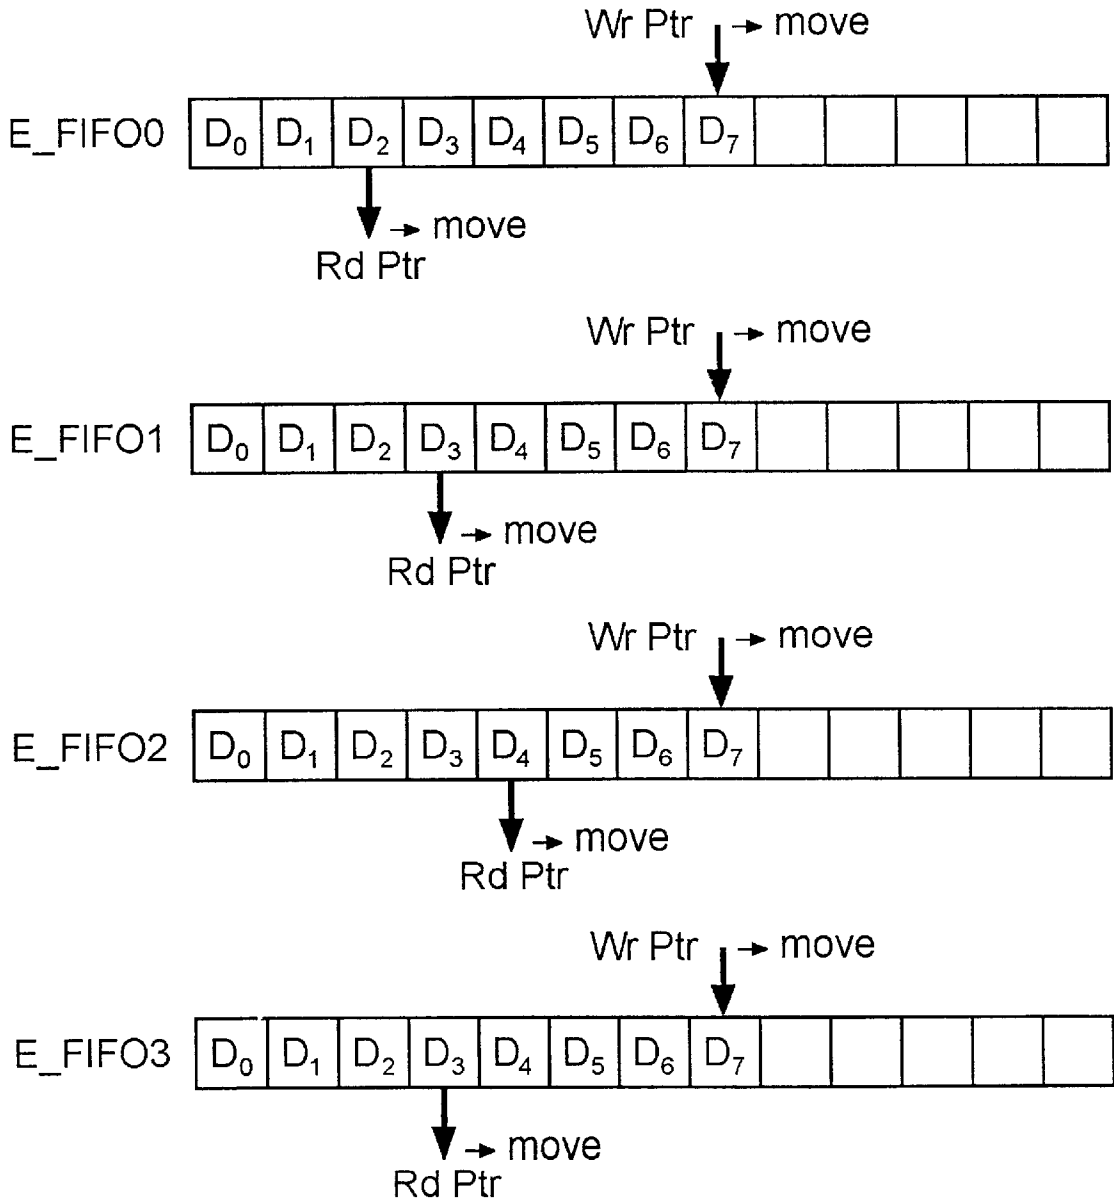 Wr Ptr → move
E_FIFO0 D₀ D₁ D₂ D₃ D₄ D₅ D₆ D₇
→ move
Rd Ptr
Wr Ptr → move
E_FIFO1 D₀ D₁ D₂ D₃ D₄ D₅ D₆ D₇
→ move
Rd Ptr
Wr Ptr → move
E_FIFO2 D₀ D₁ D₂ D₃ D₄ D₅ D₆ D₇
→ move
Rd Ptr
Wr Ptr → move
E_FIFO3 D₀ D₁ D₂ D₃ D₄ D₅ D₆ D₇
→ move
Rd Ptr